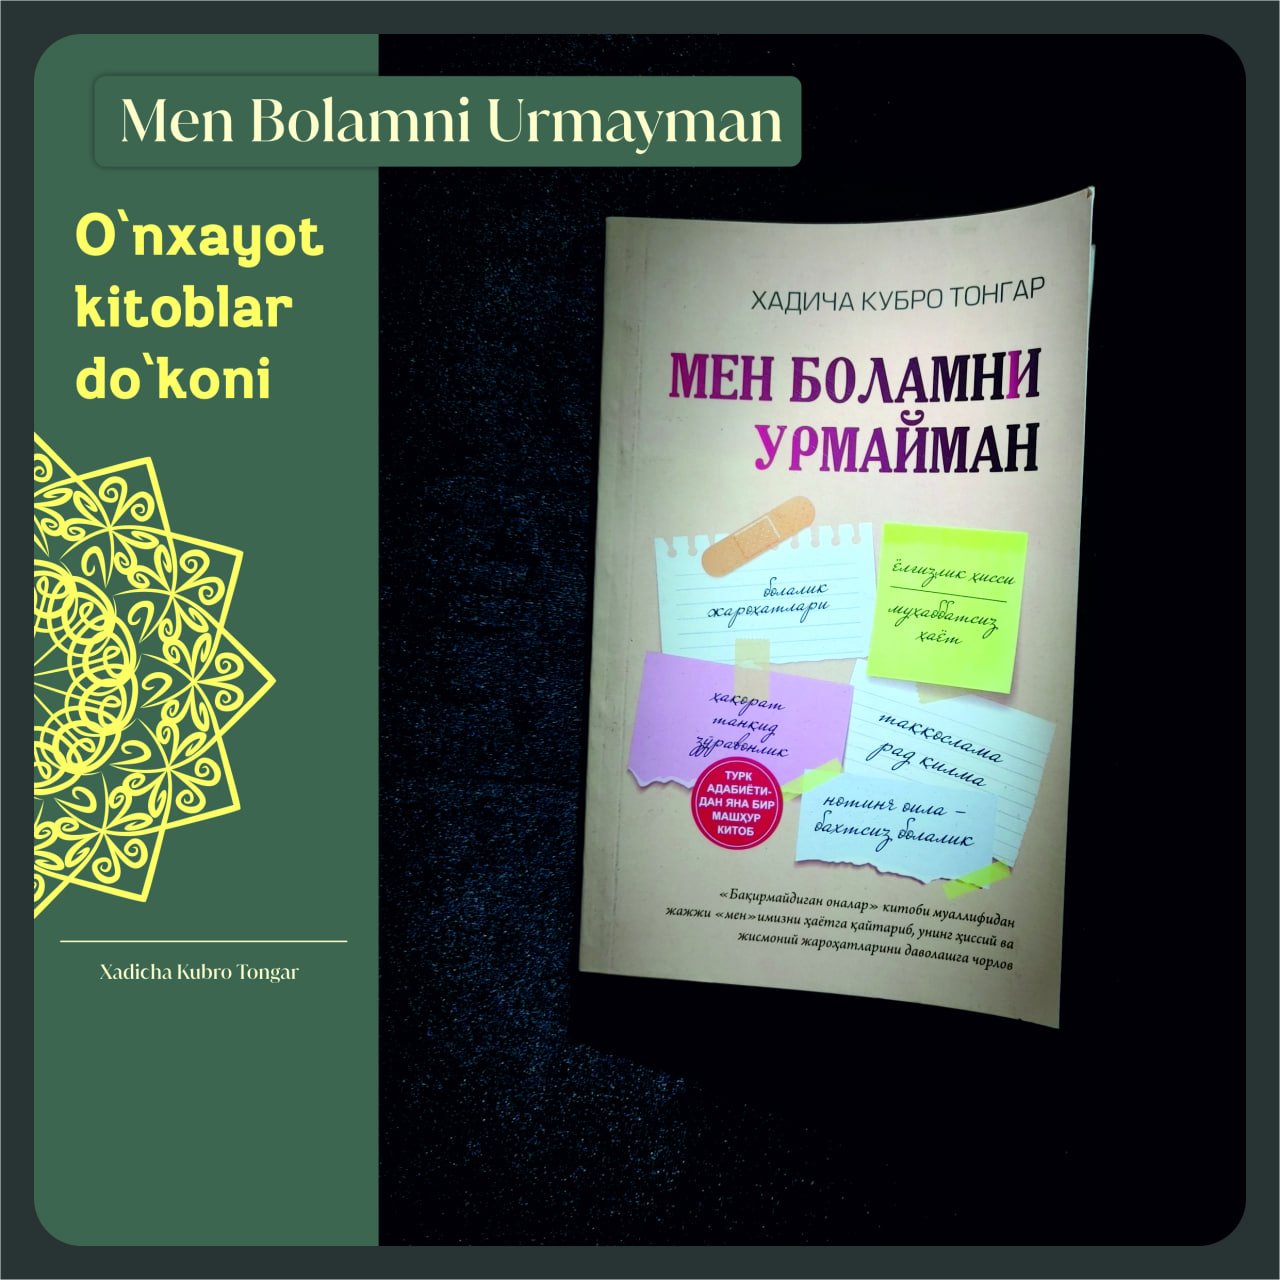 Men Bolamni Urmayman
O`nxayot
kitoblar
do`koni
Xadicha Kubro Tongar
ХАДИЧА КУБРО ТОНГАР
МЕН БОЛАМНИ
УРМАЙМАН
болалик
жароҳатлари
ёлғизлик ҳисси
муҳаббатсиз
ҳаёт
ҳақорат
танқид
зўравонлик
таққослама
рад қилма
нотинч оила –
бахтсиз болалик
ТУРК
АДАБИЁТИ-
ДАН ЯНА БИР
МАШҲУР
КИТОБ
«Бақирмайдиган оналар» китоби муаллифидан
жажжи «мен»имизни ҳаётга қайтариб, унинг ҳиссий ва
жисмоний жароҳатларини даволашга чорлов